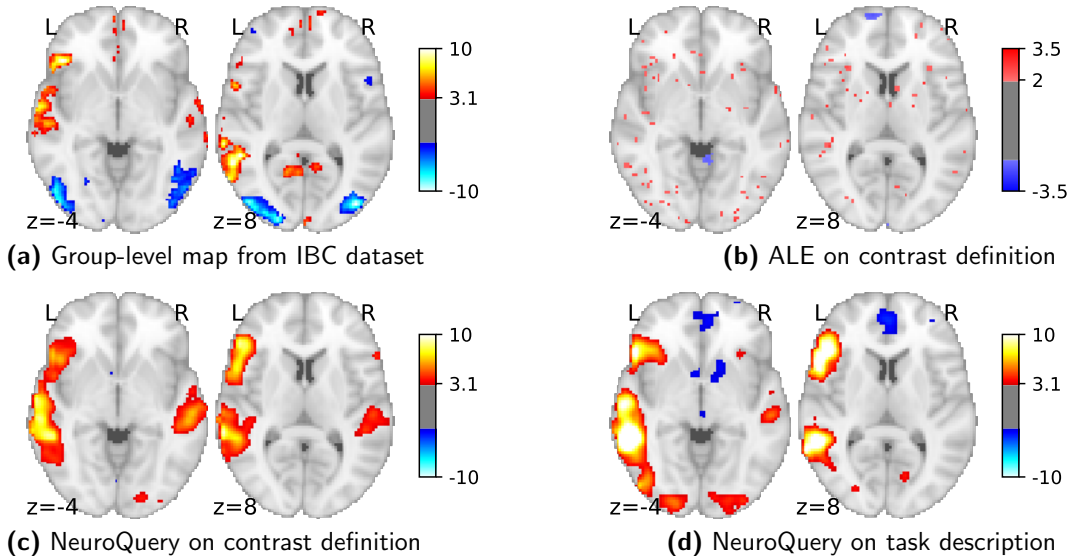 L R
10
3.1
-10
z=-4 z=8
(a) Group-level map from IBC dataset
L R
3.5
2
-3.5
z=-4 z=8
(b) ALE on contrast definition
L R
10
3.1
-10
z=-4 z=8
(c) NeuroQuery on contrast definition
L R
10
3.1
-10
z=-4 z=8
(d) NeuroQuery on task description